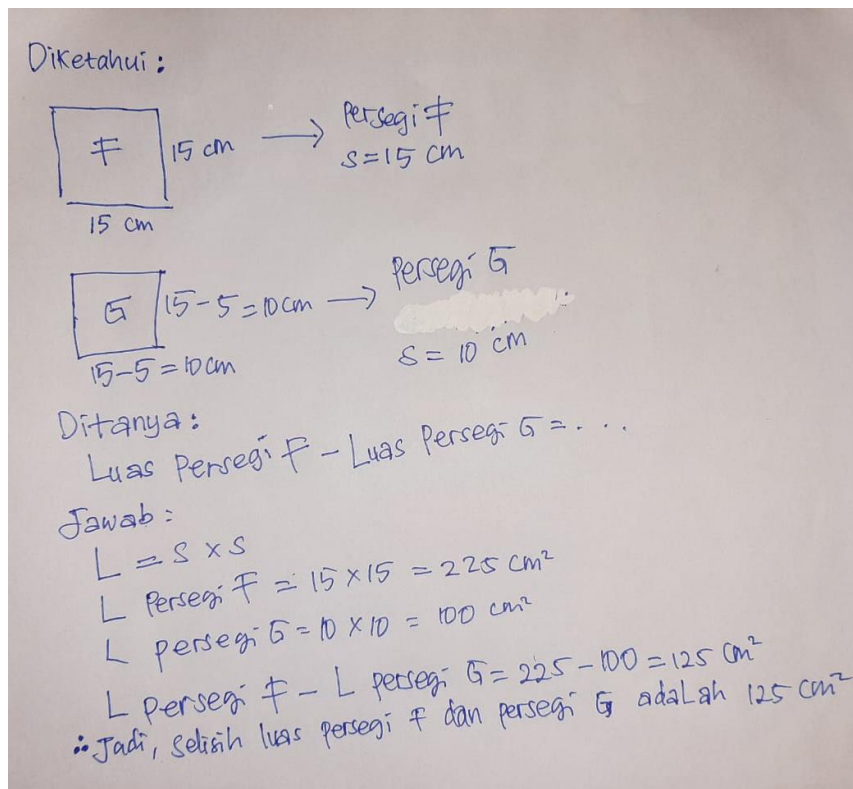 Diketahui :
F 15 cm → Persegi F
S = 15 cm
15 cm
Persegi G
G 15 - 5 = 10 cm →
S = 10 cm
15 - 5 = 10 cm
Ditanya :
Luas Persegi F - Luas Persegi G = ....
Jawab :
L = S x S
L Persegi F = 15 x 15 = 225 cm²
L persegi G = 10 x 10 = 100 cm²
L persegi F - L persegi G = 225 - 100 = 125 cm²
∴ Jadi, selisih luas persegi F dan persegi G adalah 125 cm²